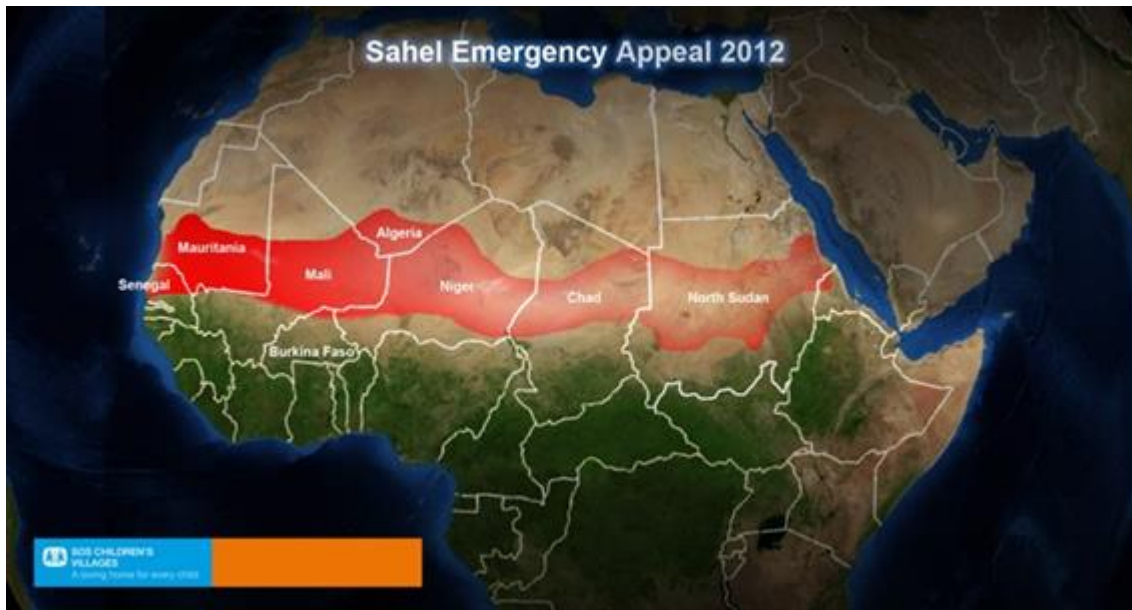 Sahel Emergency Appeal 2012
Algeria
Mauritania
Mali
Senegal
Niger
Chad
North Sudan
Burkina Faso
SOS CHILDREN'S
VILLAGES
A loving home for every child